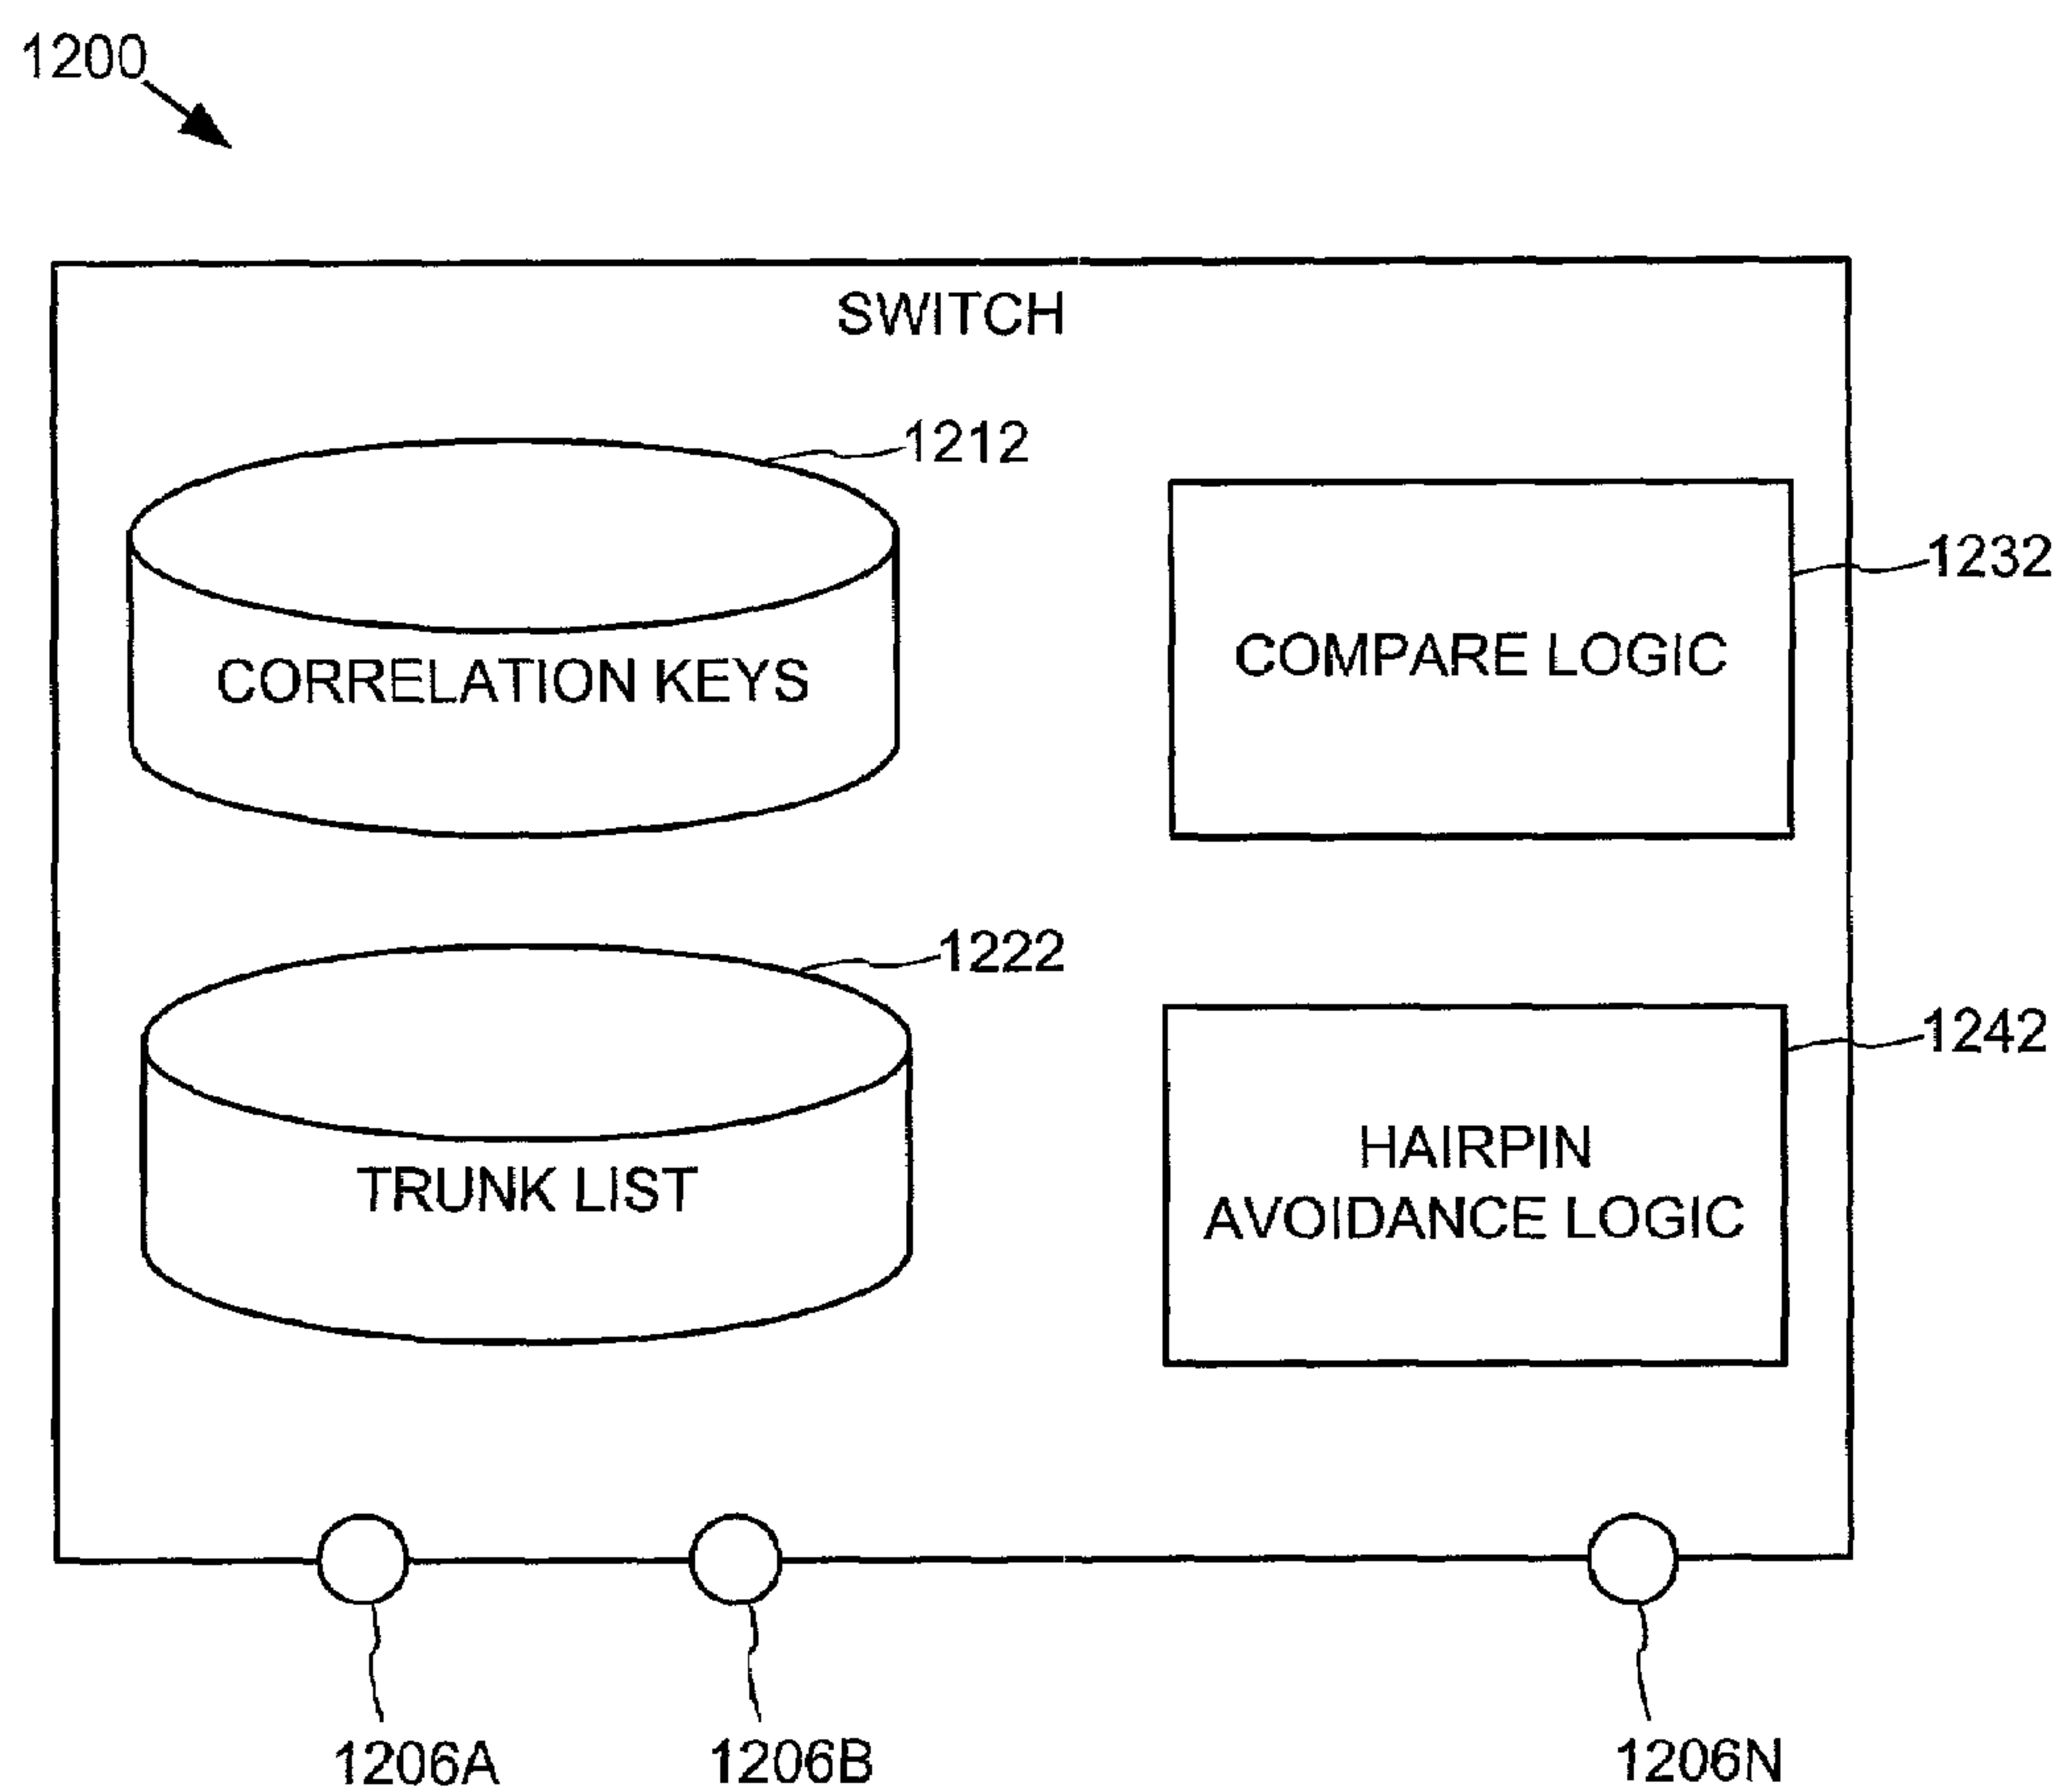 1200
SWITCH
1212
CORRELATION KEYS
1232
COMPARE LOGIC
1222
TRUNK LIST
1242
HAIRPIN
AVOIDANCE LOGIC
1206A
1206B
1206N